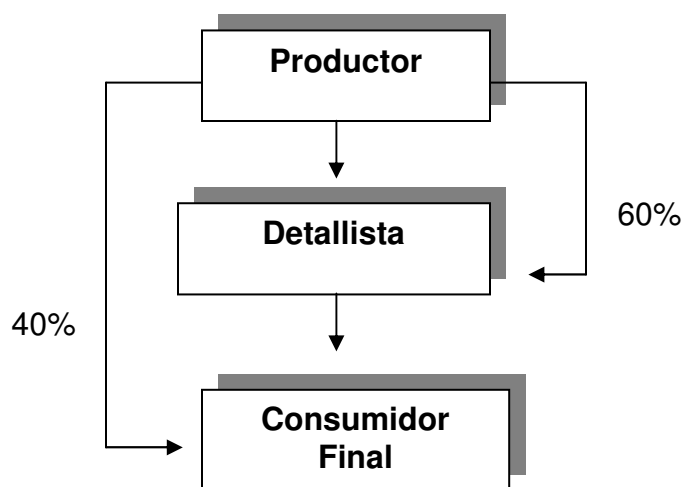 Productor
Detallista
60%
40%
Consumidor
Final